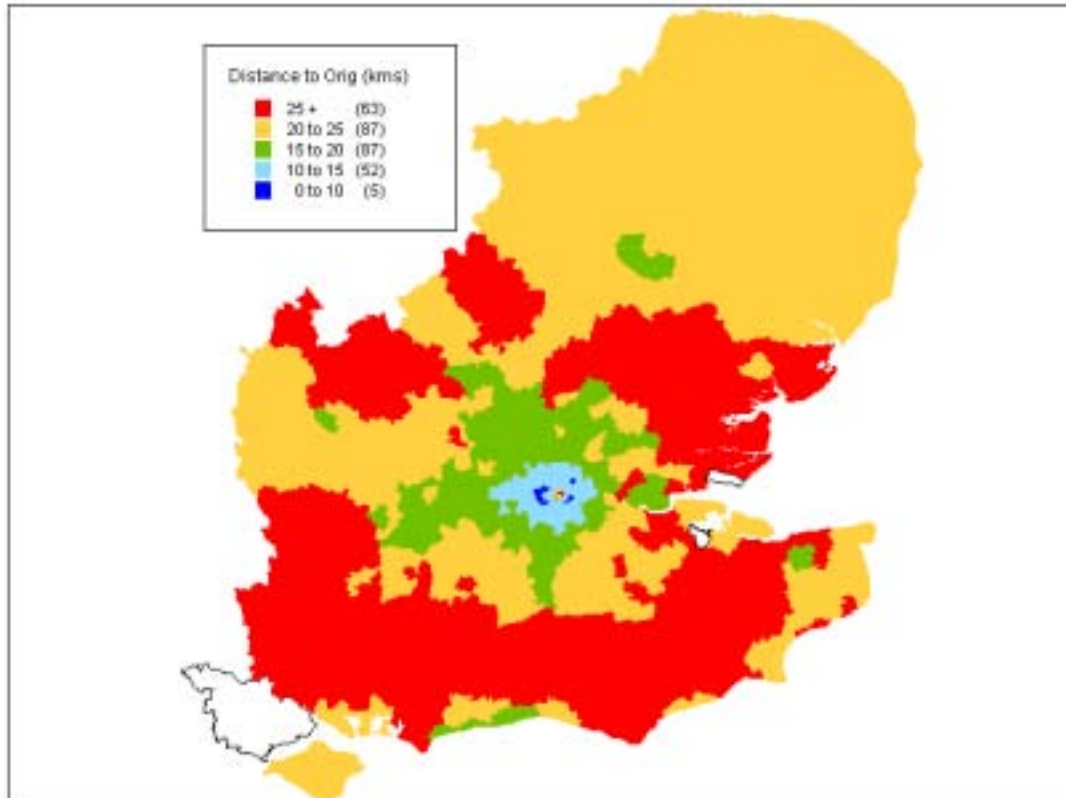 Distance to Orig (kms)
25 + (63)
20 to 25 (87)
15 to 20 (87)
10 to 15 (52)
0 to 10 (5)